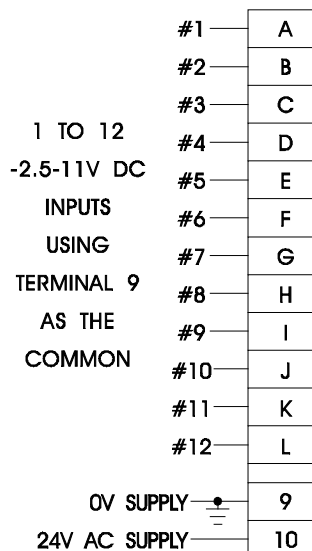 #1 A
#2 B
#3 C
#4 D
#5 E
#6 F
#7 G
#8 H
#9 I
#10 J
#11 K
#12 L
1 TO 12
-2.5-11V DC
INPUTS
USING
TERMINAL 9
AS THE
COMMON
0V SUPPLY 9
24V AC SUPPLY 10